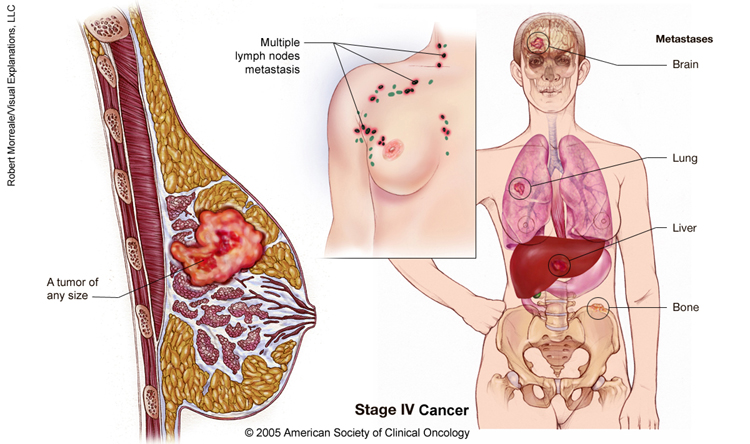 Robert Morreale/Visual Explanations, LLC
Multiple
lymph nodes
metastasis
A tumor of
any size
Metastases
Brain
Lung
Liver
Bone
Stage IV Cancer
© 2005 American Society of Clinical Oncology